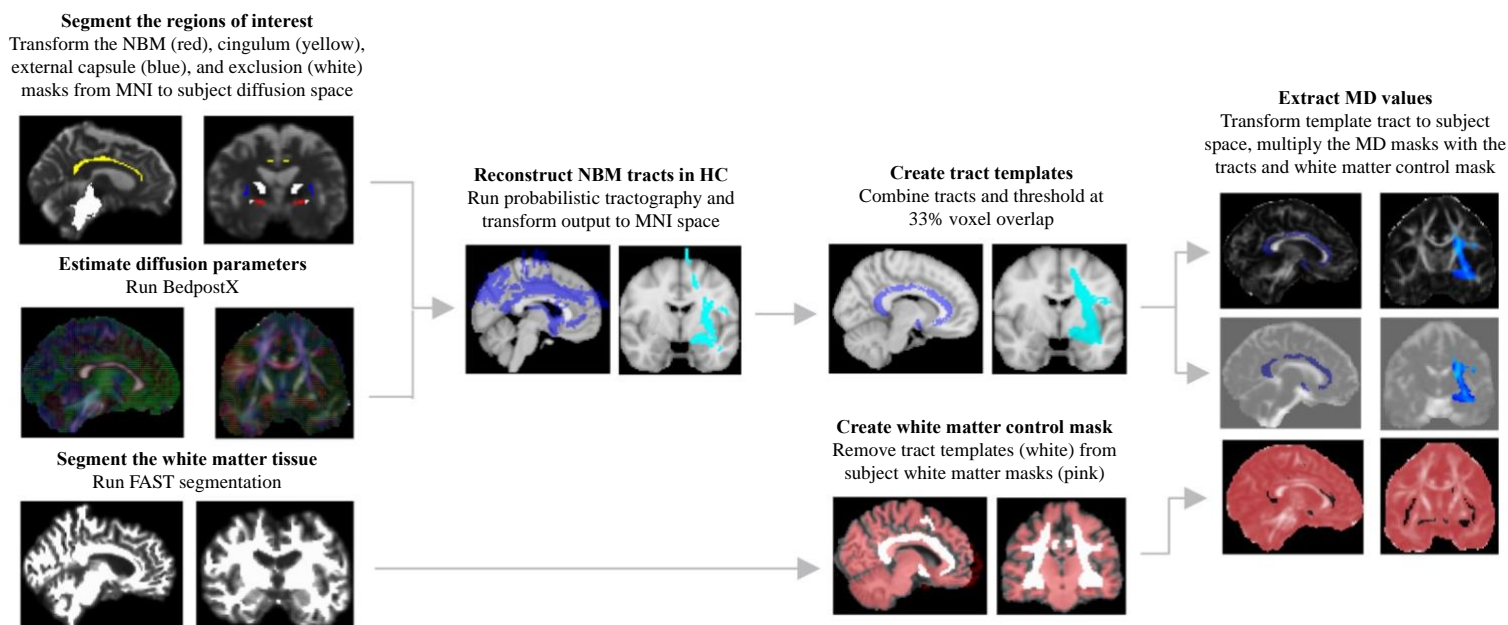 Segment the regions of interest
Transform the NBM (red), cingulum (yellow),
external capsule (blue), and exclusion (white)
masks from MNI to subject diffusion space
Estimate diffusion parameters
Run BedpostX
Segment the white matter tissue
Run FAST segmentation
Reconstruct NBM tracts in HC
Run probabilistic tractography and
transform output to MNI space
Create tract templates
Combine tracts and threshold at
33% voxel overlap
Create white matter control mask
Remove tract templates (white) from
subject white matter masks (pink)
Extract MD values
Transform template tract to subject
space, multiply the MD masks with the
tracts and white matter control mask